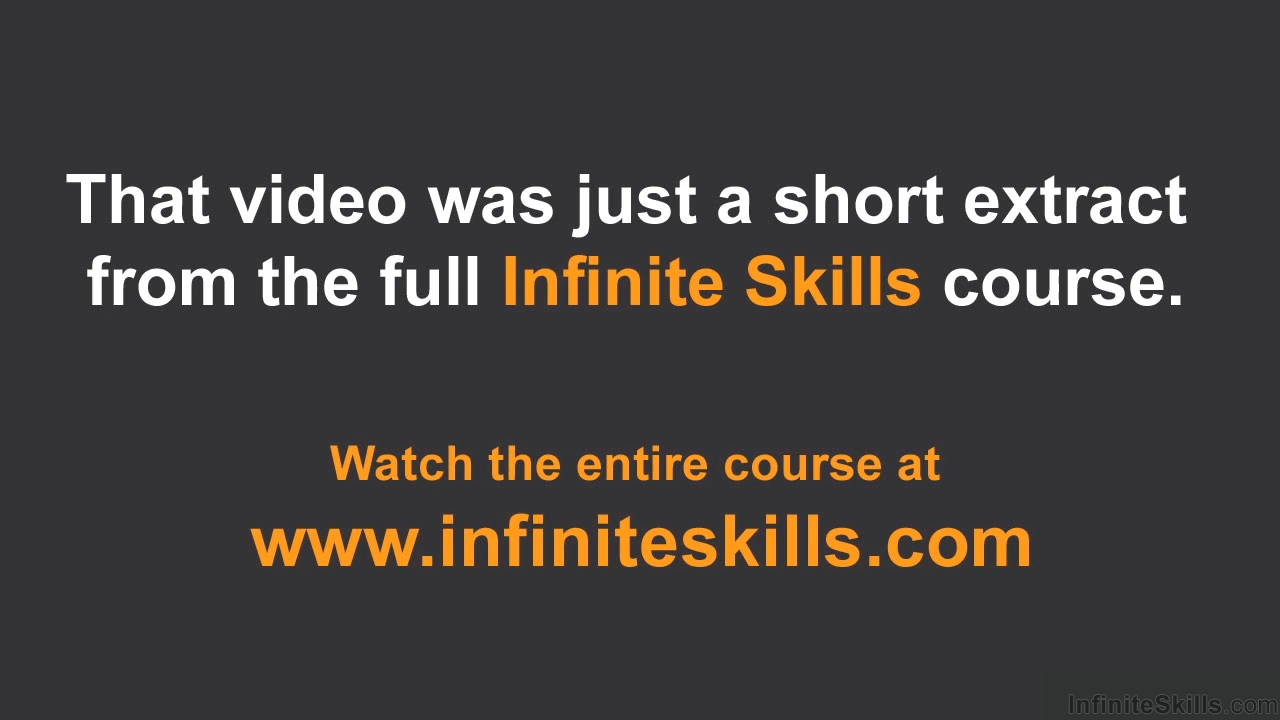 That video was just a short extract
from the full Infinite Skills course.
Watch the entire course at
www.infiniteskills.com
InfiniteSkills.com